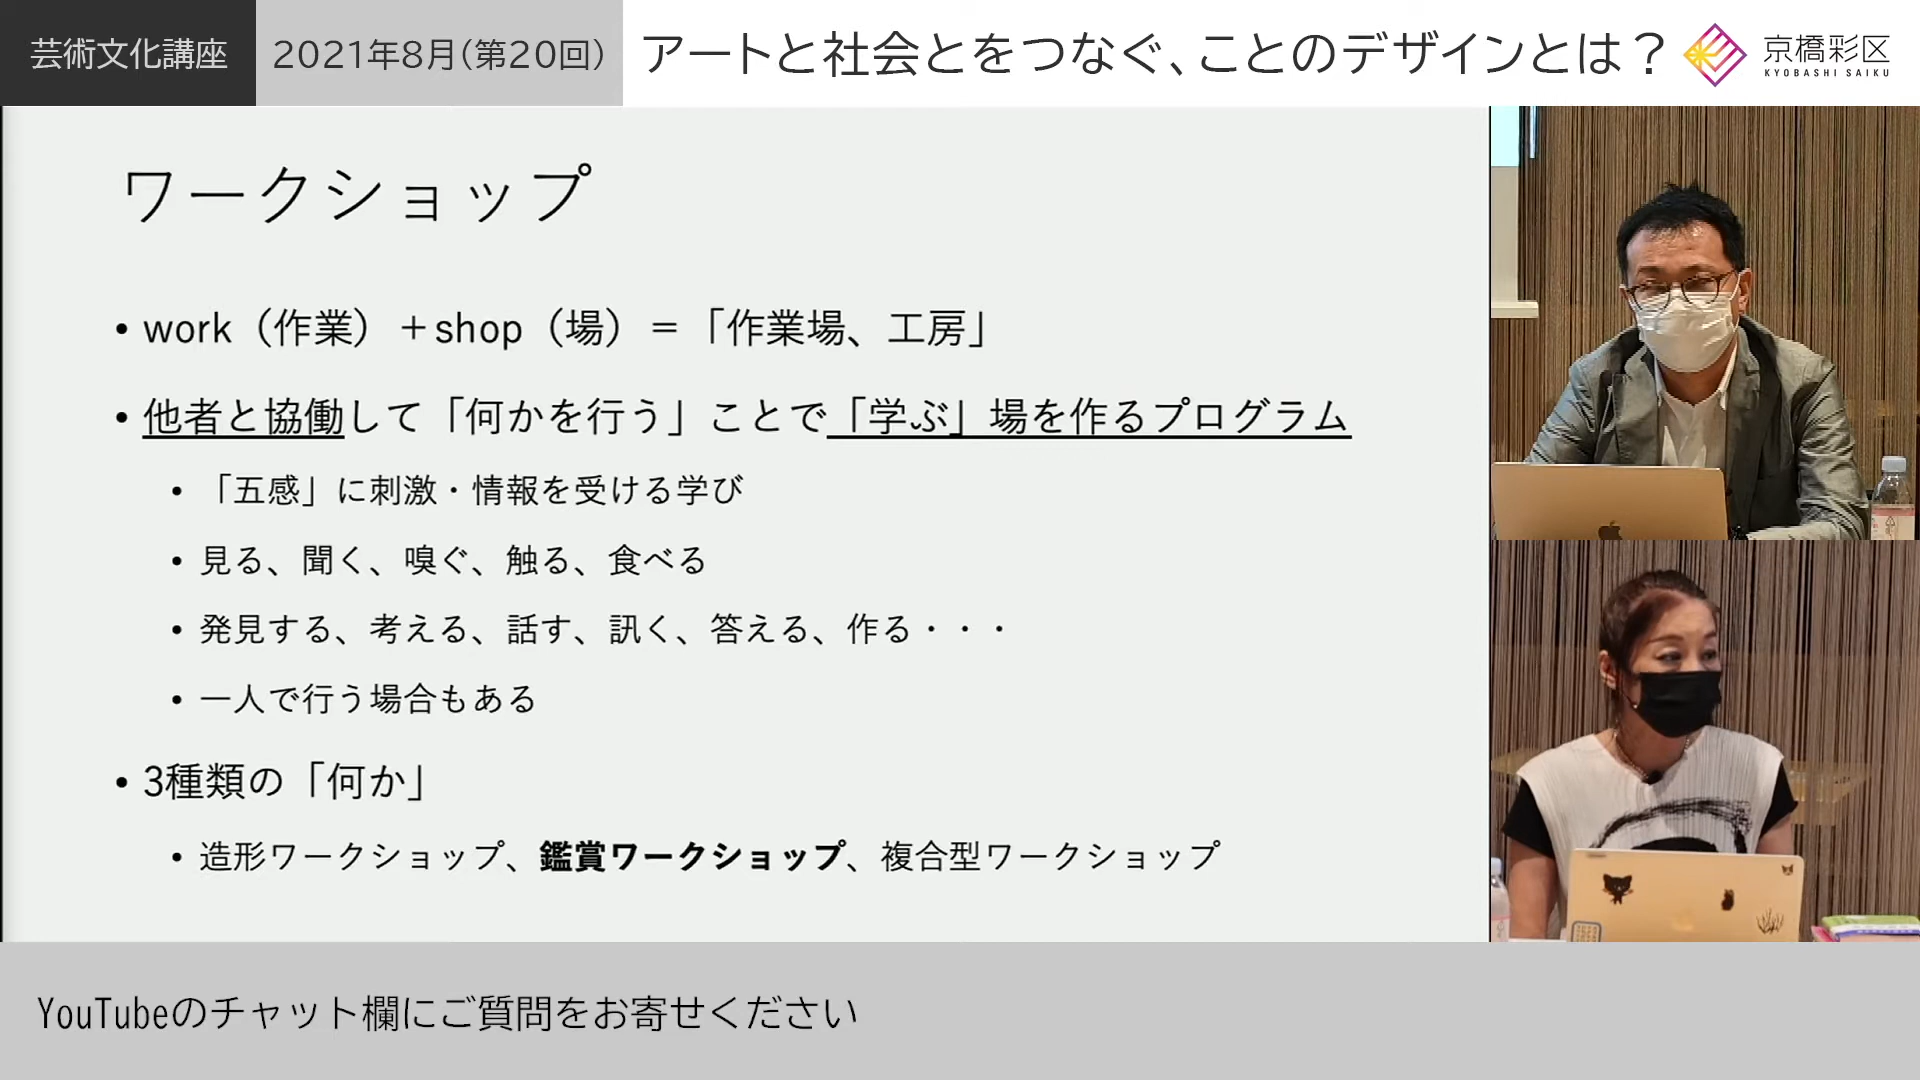 芸術文化講座
2021年8月(第20回)
アートと社会とをつなぐ、ことのデザインとは？
京橋彩区
KYOBASHI SAIKU
ワークショップ
• work（作業）＋shop（場）＝「作業場、工房」
• 他者と協働して「何かを行う」ことで「学ぶ」場を作るプログラム
• 「五感」に刺激・情報を受ける学び
• 見る、聞く、嗅ぐ、触る、食べる
• 発見する、考える、話す、訊く、答える、作る・・・
• 一人で行う場合もある
• 3種類の「何か」
• 造形ワークショップ、鑑賞ワークショップ、複合型ワークショップ
YouTubeのチャット欄にご質問をお寄せください